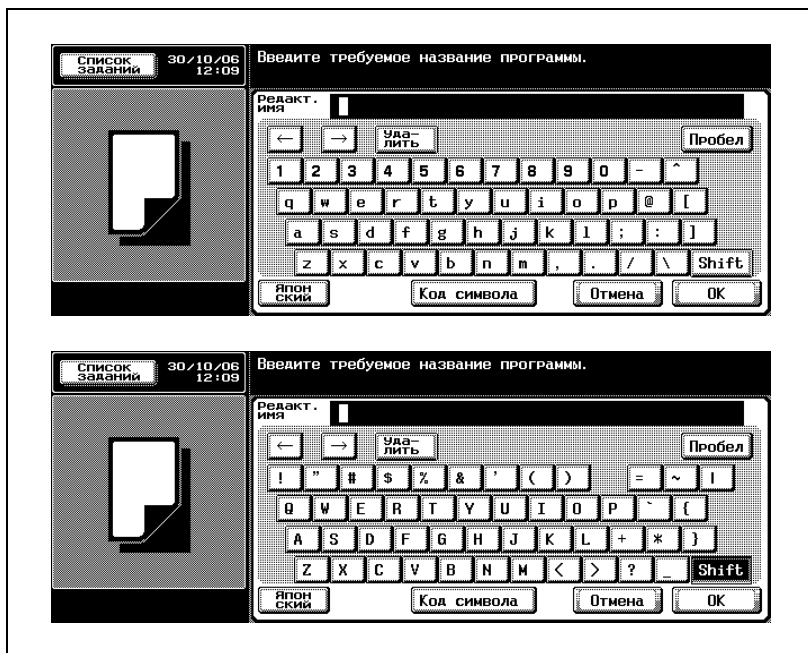 Список заданий 30/10/06 12:09
Введите требуемое название программы.
Редакт. имя
← → Уда-лить Пробел
1 2 3 4 5 6 7 8 9 0 - ^
q w e r t y u i o p @ [
a s d f g h j k l ; : ]
z x c v b n m , . / \ Shift
Япон ский Код символа Отмена OK
Список заданий 30/10/06 12:09
Введите требуемое название программы.
Редакт. имя
← → Уда-лить Пробел
! " # $ % & ' ( ) = ~ |
Q W E R T Y U I O P ` {
A S D F G H J K L + * }
Z X C V B N M < > ? _ Shift
Япон ский Код символа Отмена OK